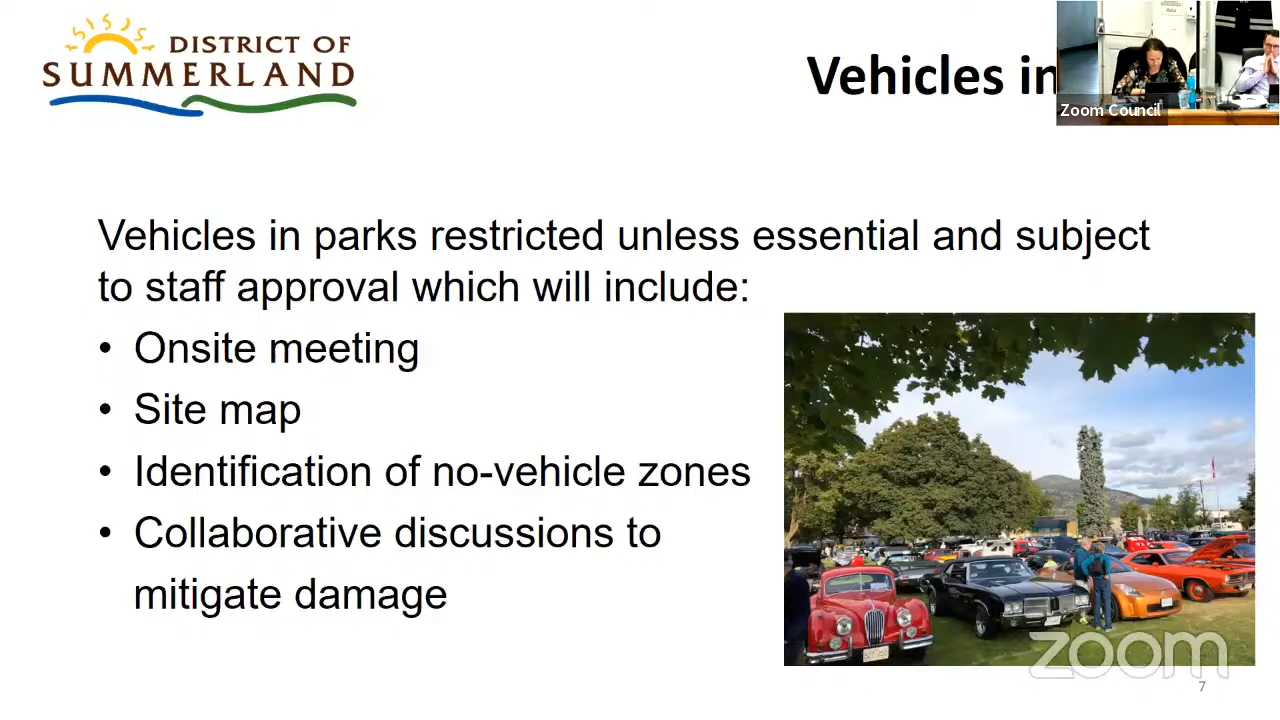 DISTRICT OF
SUMMERLAND
Vehicles in
Zoom Council
Vehicles in parks restricted unless essential and subject
to staff approval which will include:
• Onsite meeting
• Site map
• Identification of no-vehicle zones
• Collaborative discussions to
mitigate damage
zoom
7